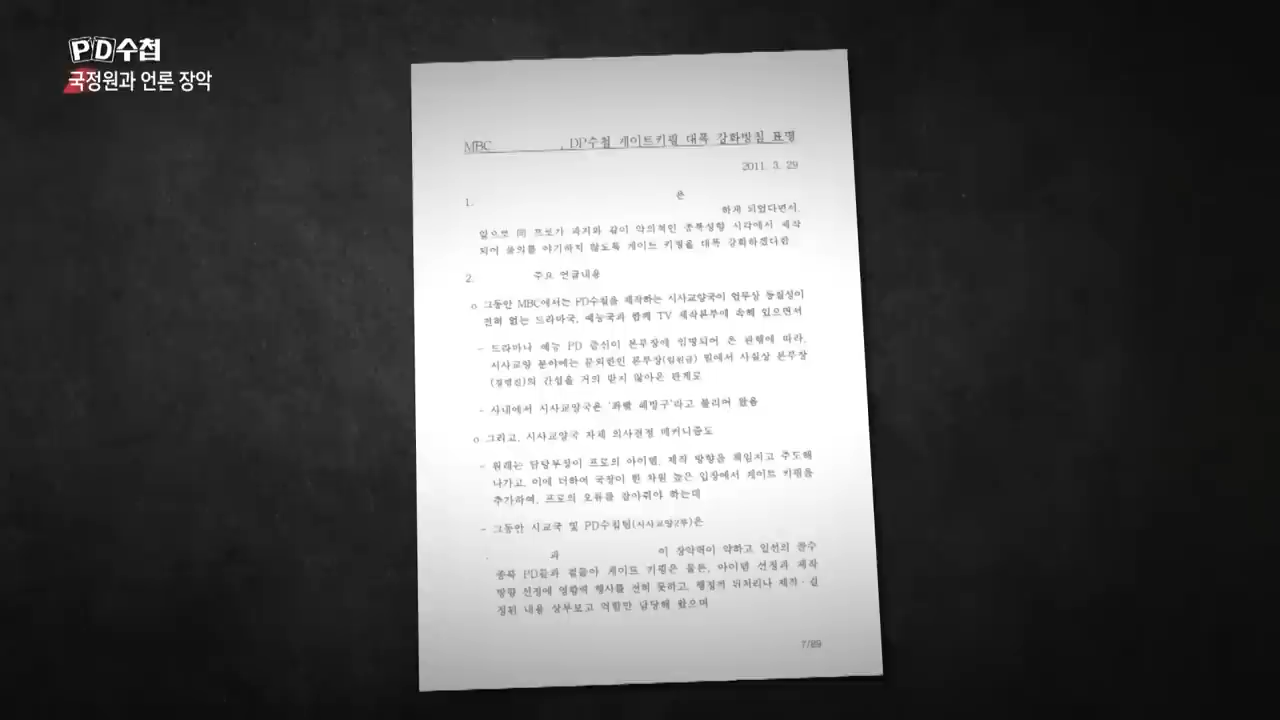 PD수첩
국정원과 언론 장악
MBC , DP수첩 게이트키핑 대폭 강화방침 표명
2011. 3. 29
1. 은
하게 되었다면서,
앞으로 同 프로가 과거와 같이 악의적인 종북성향 시각에서 제작
되어 물의를 야기하지 않도록 게이트 키핑을 대폭 강화하겠다함
2. 주요 언급내용
o 그동안 MBC에서는 PD수첩을 제작하는 시사교양국이 업무상 동질성이
전혀 없는 드라마국, 예능국과 함께 TV 제작본부에 속해 있으면서
- 드라마나 예능 PD 출신이 본부장에 임명되어 온 관행에 따라,
시사교양 분야에는 문외한인 본부장(임원급) 밑에서 사실상 본부장
의 간섭을 거의 받지 않아온 관계로
- 사내에서 시사교양국은 '좌빨 해방구'라고 불리어 왔음
o 그리고, 시사교양국 자체 의사결정 메커니즘도
- 원래는 담당부장이 프로의 아이템, 제작 방향을 책임지고 주도해
나가고, 이에 더하여 국장이 한 차원 높은 입장에서 게이트 키핑을
추가하여, 프로의 오류를 잡아줘야 하는데
- 그동안 시교국 및 PD수첩팀(시사교양2부)은
· 과 이 장악력이 약하고 일선의 골수
종북 PD들과 게이트 키핑은 물론, 아이템 선정과 제작
방향 선정에 영향력 행사를 전혀 못하고, 행정적 뒤처리나 제작·결
정된 내용 상부보고 역할만 담당해 왔으며
7/89